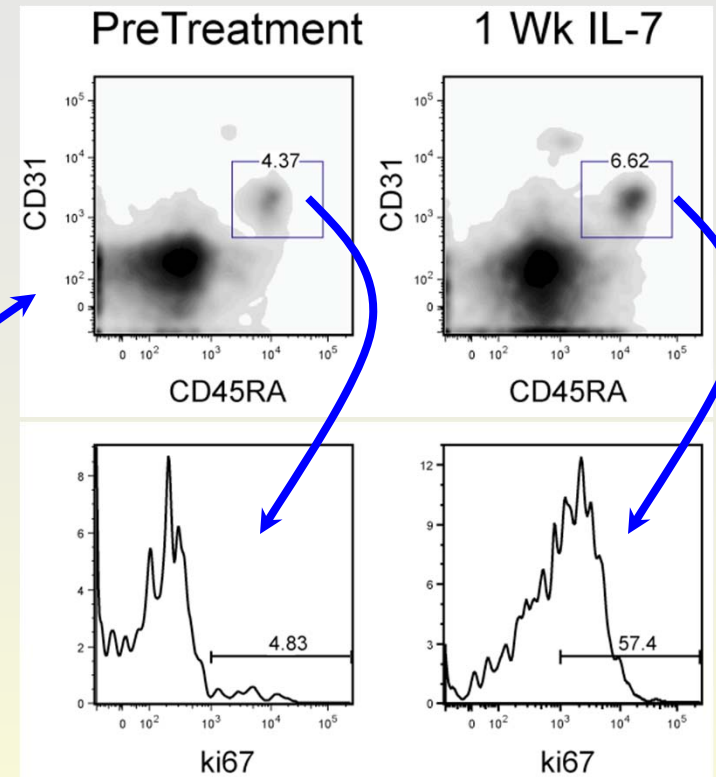 PreTreatment
1 Wk IL-7
CD31
10⁵
10⁴
10³
10²
0
4.37
0 10² 10³ 10⁴ 10⁵
CD45RA
CD31
10⁵
10⁴
10³
10²
0
6.62
0 10² 10³ 10⁴ 10⁵
CD45RA
8
6
4
2
0
4.83
0 10² 10³ 10⁴ 10⁵
ki67
12
9
6
3
0
57.4
0 10² 10³ 10⁴ 10⁵
ki67